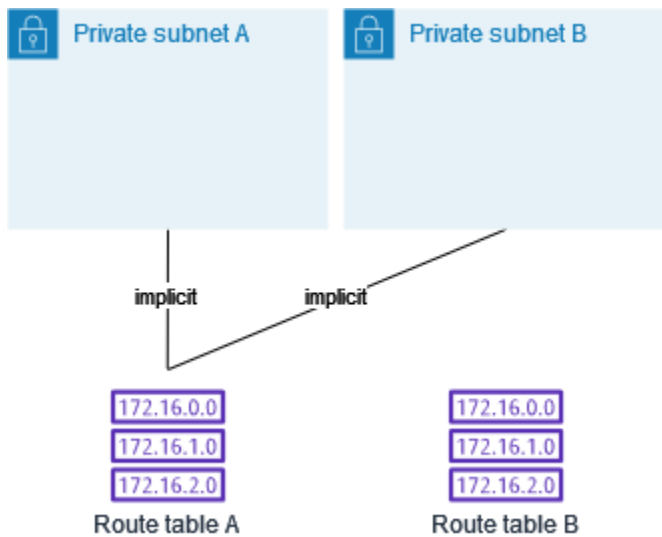 Private subnet A
Private subnet B
implicit
implicit
172.16.0.0
172.16.1.0
172.16.2.0
Route table A
172.16.0.0
172.16.1.0
172.16.2.0
Route table B